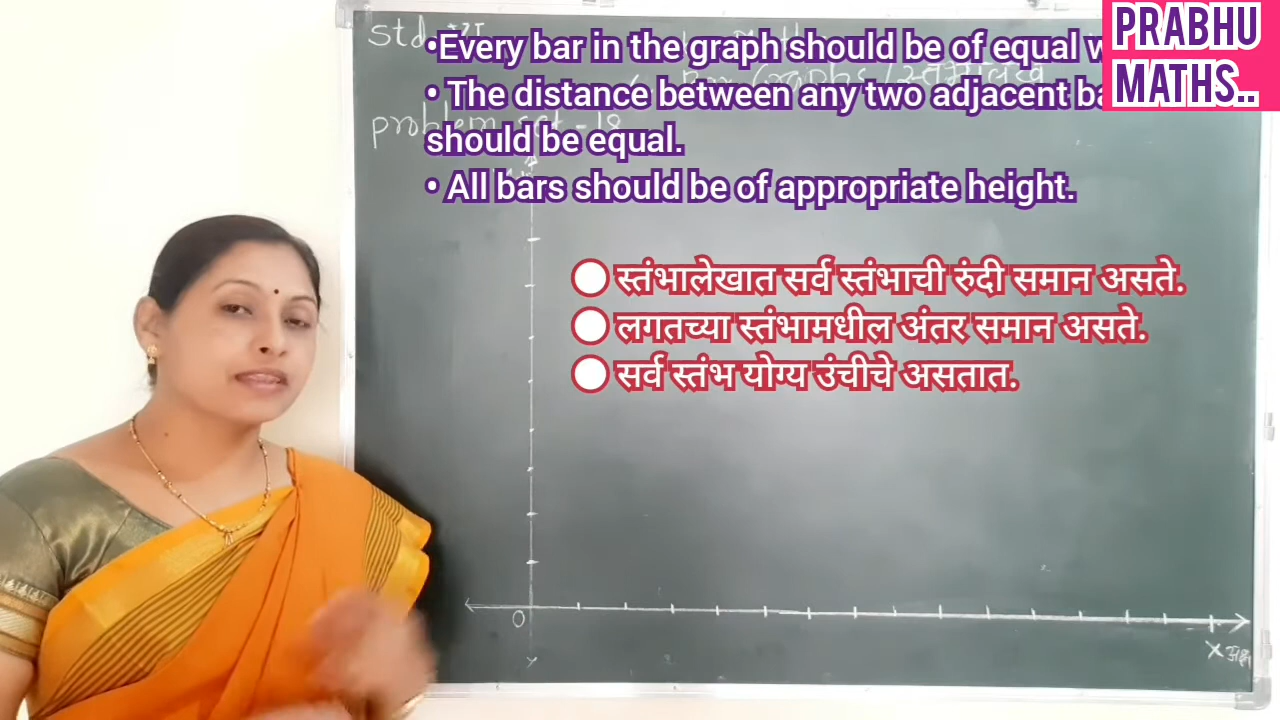 PRABHU
MATHS..
std
•Every bar in the graph should be of equal
• The distance between any two adjacent
problem set - 18
should be equal.
• All bars should be of appropriate height.
स्तंभालेखात सर्व स्तंभाची रुंदी समान असते.
लगतच्या स्तंभामधील अंतर समान असते.
सर्व स्तंभ योग्य उंचीचे असतात.
O
X
Y